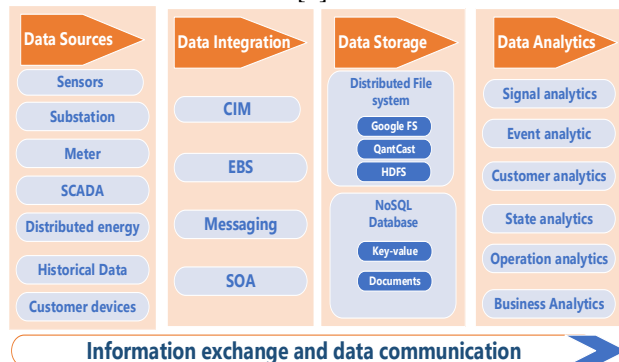 Data Sources
Sensors
Substation
Meter
SCADA
Distributed energy
Historical Data
Customer devices
Data Integration
CIM
EBS
Messaging
SOA
Data Storage
Distributed File
system
Google FS
QantCast
HDFS
NoSQL
Database
Key-value
Documents
Data Analytics
Signal analytics
Event analytic
Customer analytics
State analytics
Operation analytics
Business Analytics
Information exchange and data communication